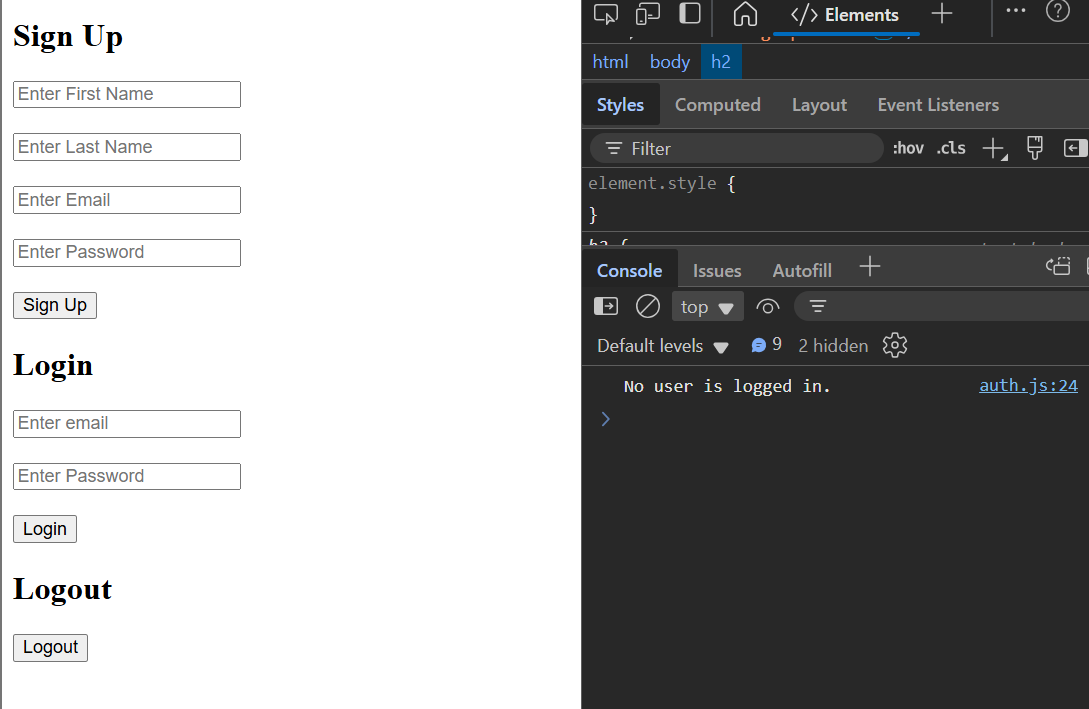 Sign Up
Enter First Name
Enter Last Name
Enter Email
Enter Password
Sign Up
Login
Enter email
Enter Password
Login
Logout
Logout
</> Elements
html body h2
Styles Computed Layout Event Listeners
Filter :hov .cls
element.style {
}
h2 {
Console Issues Autofill
top
Default levels 9 2 hidden
No user is logged in. auth.js:24